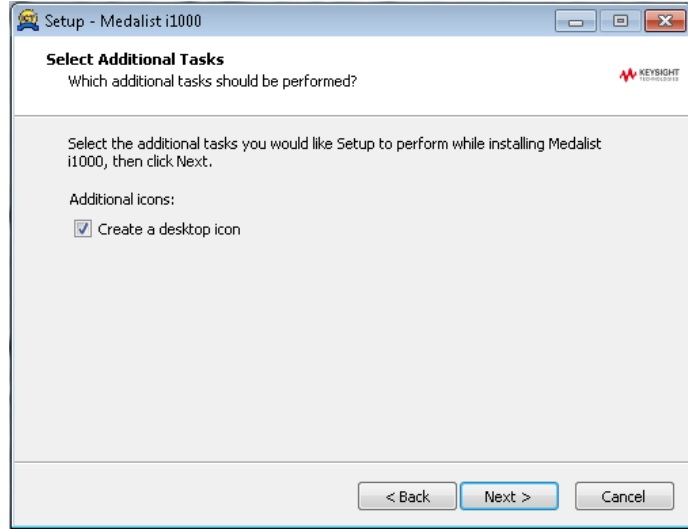 Setup - Medalist i1000
Select Additional Tasks
Which additional tasks should be performed?
KEYSIGHT
TECHNOLOGIES
Select the additional tasks you would like Setup to perform while installing Medalist
i1000, then click Next.
Additional icons:
Create a desktop icon
< Back
Next >
Cancel